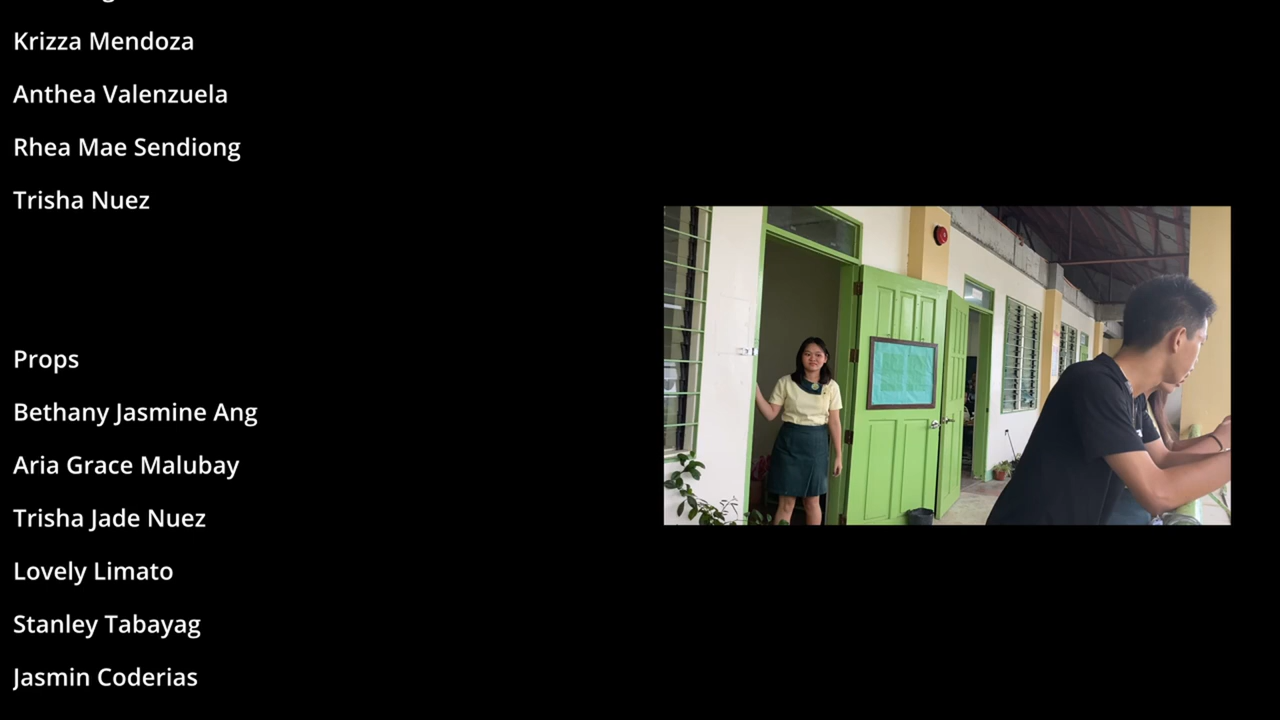 Krizza Mendoza
Anthea Valenzuela
Rhea Mae Sendiong
Trisha Nuez
Props
Bethany Jasmine Ang
Aria Grace Malubay
Trisha Jade Nuez
Lovely Limato
Stanley Tabayag
Jasmin Coderias